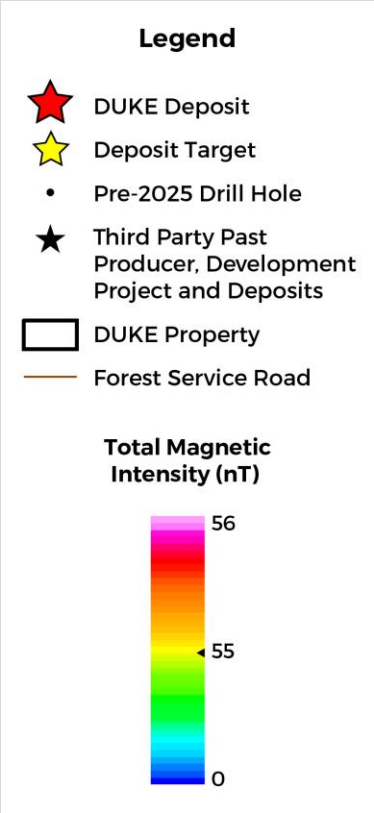 Legend
DUKE Deposit
Deposit Target
Pre-2025 Drill Hole
Third Party Past
Producer, Development
Project and Deposits
DUKE Property
Forest Service Road
Total Magnetic
Intensity (nT)
56
55
0